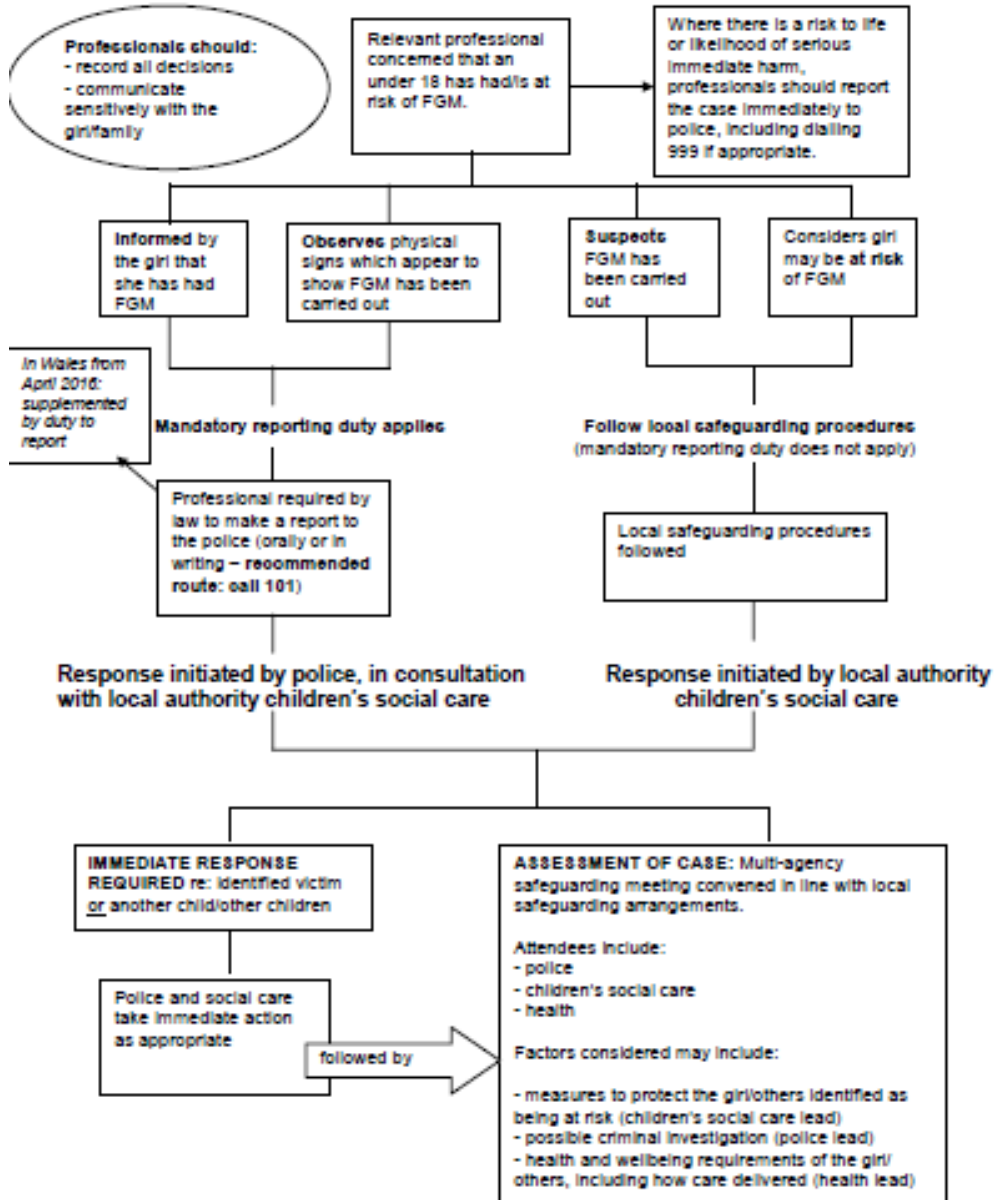 Professionals should:
- record all decisions
- communicate
sensitively with the
girl/family
Relevant professional
concerned that an
under 18 has had/is at
risk of FGM.
Where there is a risk to life
or likelihood of serious
immediate harm,
professionals should report
the case immediately to
police, including dialling
999 if appropriate.
Informed by
the girl that
she has had
FGM
Observes physical
signs which appear to
show FGM has been
carried out
Suspects
FGM has
been carried
out
Considers girl
may be at risk
of FGM
In Wales from
April 2016:
supplemented
by duty to
report
Mandatory reporting duty applies
Follow local safeguarding procedures
(mandatory reporting duty does not apply)
Professional required by
law to make a report to
the police (orally or in
writing – recommended
route: call 101)
Local safeguarding procedures
followed
Response initiated by police, in consultation
with local authority children's social care
Response initiated by local authority
children's social care
IMMEDIATE RESPONSE
REQUIRED re: identified victim
or another child/other children
Police and social care
take immediate action
as appropriate
followed by
ASSESSMENT OF CASE: Multi-agency
safeguarding meeting convened in line with local
safeguarding arrangements.
Attendees include:
- police
- children's social care
- health
Factors considered may include:
- measures to protect the girl/others identified as
being at risk (children's social care lead)
- possible criminal investigation (police lead)
- health and wellbeing requirements of the girl/
others, including how care delivered (health lead)